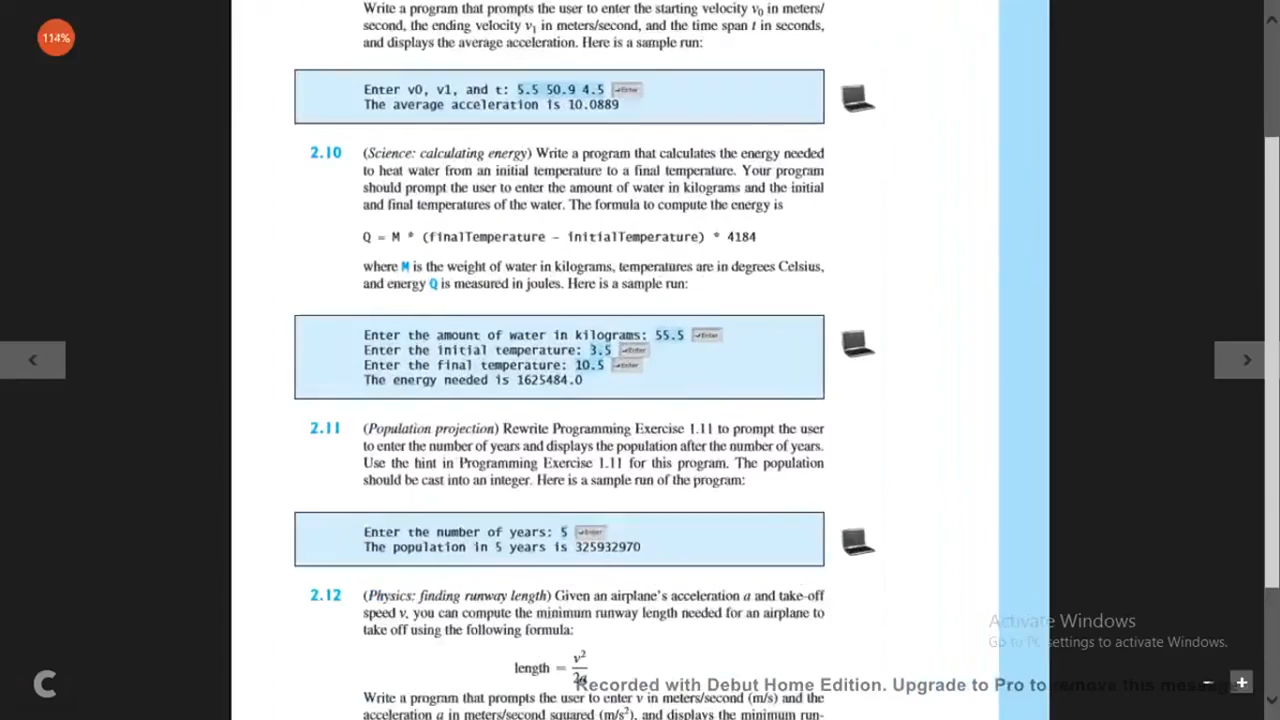 114%
Write a program that prompts the user to enter the starting velocity v0 in meters/
second, the ending velocity v1 in meters/second, and the time span t in seconds,
and displays the average acceleration. Here is a sample run:
Enter v0, v1, and t: 5.5 50.9 4.5 Enter
The average acceleration is 10.0889
2.10 (Science: calculating energy) Write a program that calculates the energy needed
to heat water from an initial temperature to a final temperature. Your program
should prompt the user to enter the amount of water in kilograms and the initial
and final temperatures of the water. The formula to compute the energy is
Q = M * (finalTemperature – initialTemperature) * 4184
where M is the weight of water in kilograms, temperatures are in degrees Celsius,
and energy Q is measured in joules. Here is a sample run:
Enter the amount of water in kilograms: 55.5 Enter
Enter the initial temperature: 3.5 Enter
Enter the final temperature: 10.5 Enter
The energy needed is 1625484.0
2.11 (Population projection) Rewrite Programming Exercise 1.11 to prompt the user
to enter the number of years and displays the population after the number of years.
Use the hint in Programming Exercise 1.11 for this program. The population
should be cast into an integer. Here is a sample run of the program:
Enter the number of years: 5 Enter
The population in 5 years is 325932970
2.12 (Physics: finding runway length) Given an airplane's acceleration a and take-off
speed v, you can compute the minimum runway length needed for an airplane to
take off using the following formula:
length = v²/2a
Write a program that prompts the user to enter v in meters/second (m/s) and the
acceleration a in meters/second squared (m/s²), and displays the minimum run-
Activate Windows
Go to PC settings to activate Windows.
Recorded with Debut Home Edition. Upgrade to Pro to remove this message